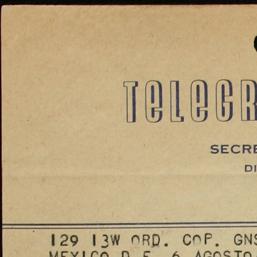 TELEGR
SECRE
DI
129 13W ORD. COP. GNS
MEXICO D F 6 AGOSTO